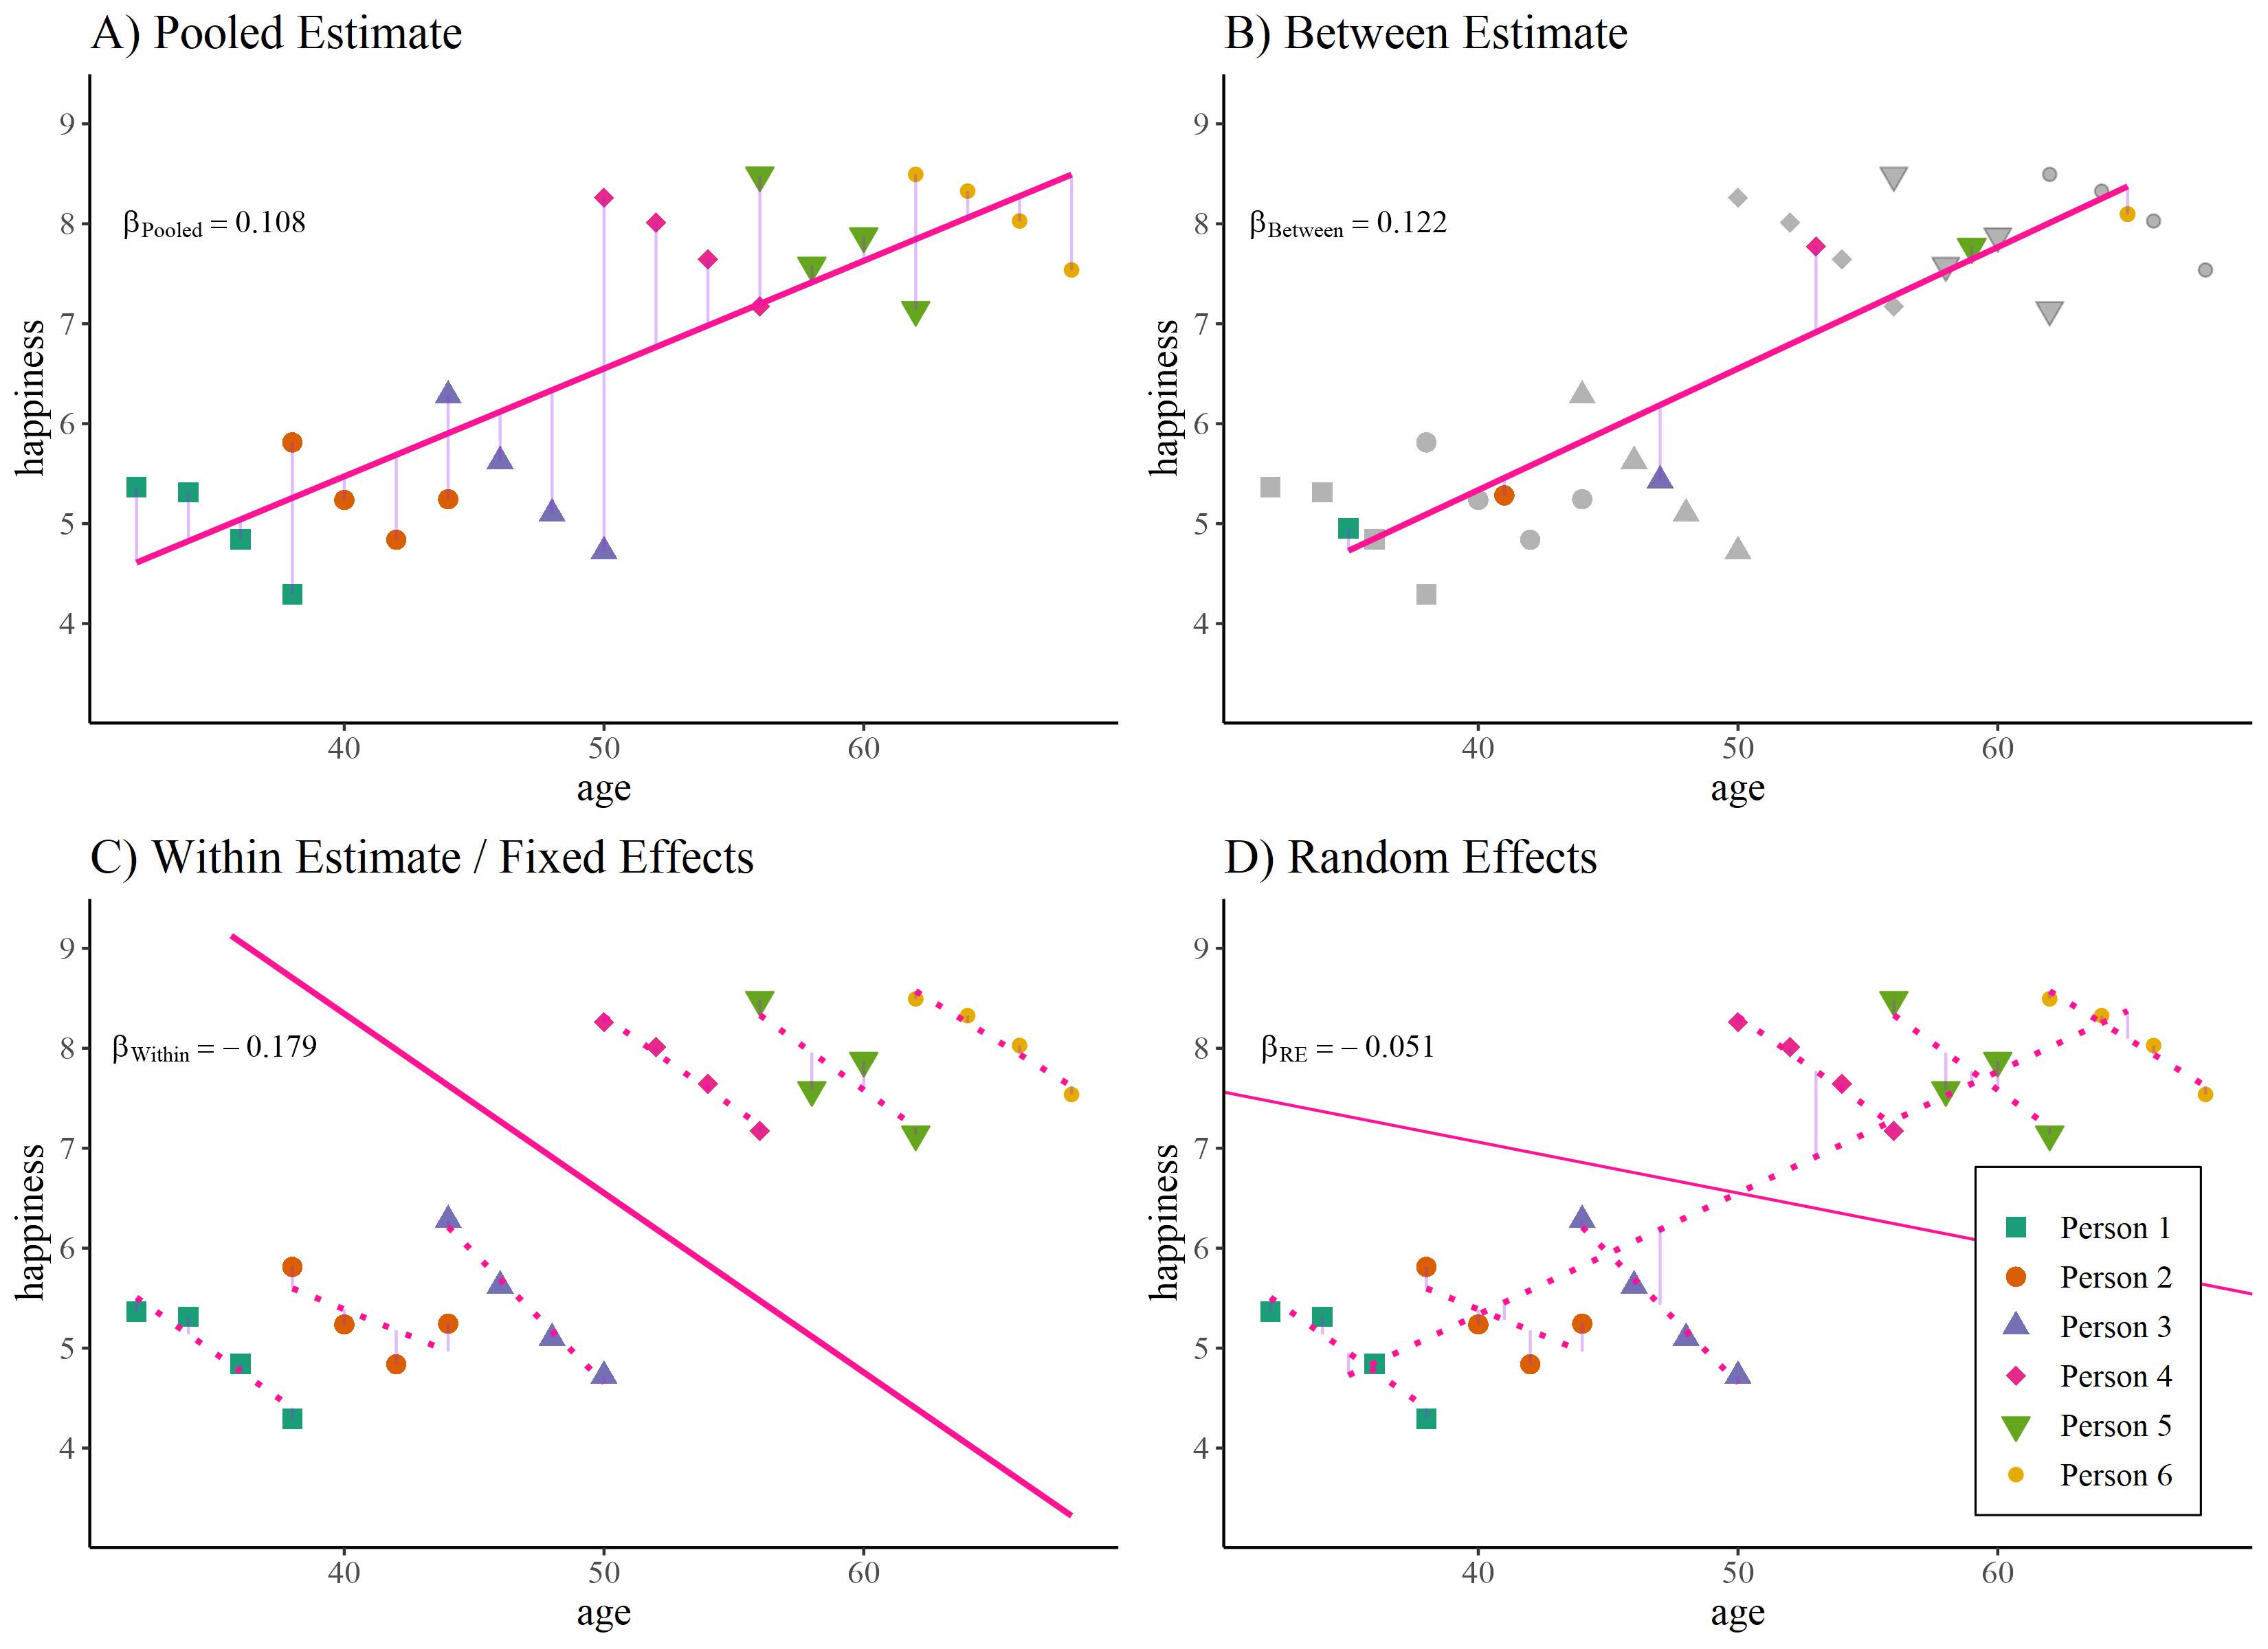 A) Pooled Estimate
happiness
9
8
7
6
5
4
βPooled = 0.108
40
50
60
age
B) Between Estimate
happiness
9
8
7
6
5
4
βBetween = 0.122
40
50
60
age
C) Within Estimate / Fixed Effects
happiness
9
8
7
6
5
4
βWithin = − 0.179
40
50
60
age
D) Random Effects
happiness
9
8
7
6
5
4
βRE = − 0.051
Person 1
Person 2
Person 3
Person 4
Person 5
Person 6
40
50
60
age